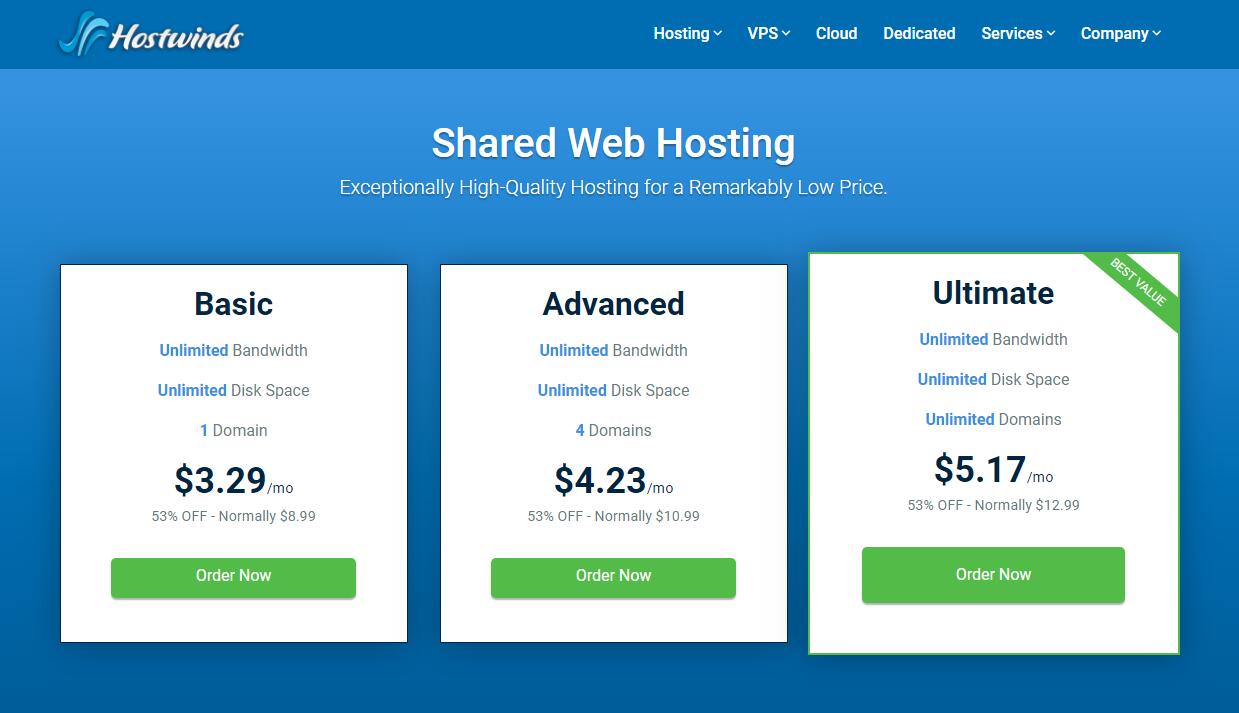 Hostwinds
Hosting VPS Cloud Dedicated Services Company
Shared Web Hosting
Exceptionally High-Quality Hosting for a Remarkably Low Price.
Basic
Unlimited Bandwidth
Unlimited Disk Space
1 Domain
$3.29/mo
53% OFF - Normally $8.99
Order Now
Advanced
Unlimited Bandwidth
Unlimited Disk Space
4 Domains
$4.23/mo
53% OFF - Normally $10.99
Order Now
BEST VALUE
Ultimate
Unlimited Bandwidth
Unlimited Disk Space
Unlimited Domains
$5.17/mo
53% OFF - Normally $12.99
Order Now